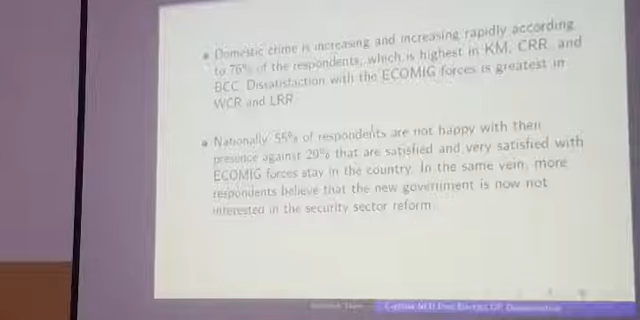 Domestic crime is increasing and increasing rapidly according
to 76% of the respondents, which is highest in KM, CRR, and
BCC. Dissatisfaction with the ECOMIG forces is greatest in
WCR and LRR
Nationally, 55% of respondents are not happy with their
presence against 29% that are satisfied and very satisfied with
ECOMIG forces stay in the country. In the same vein, more
respondents believe that the new government is now not
interested in the security sector reform